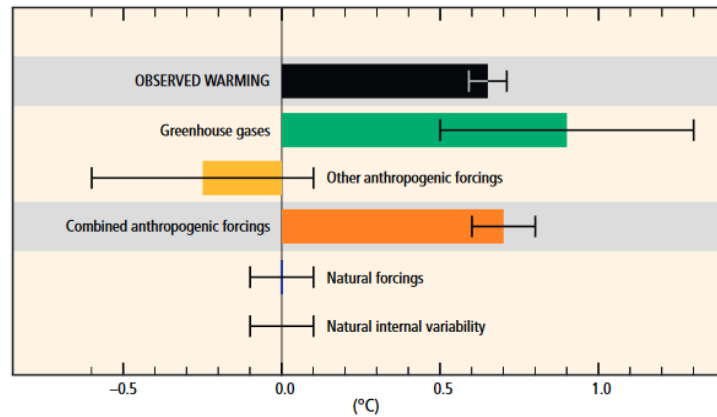 OBSERVED WARMING
Greenhouse gases
Other anthropogenic forcings
Combined anthropogenic forcings
Natural forcings
Natural internal variability
–0.5 0.0 0.5 1.0
(°C)